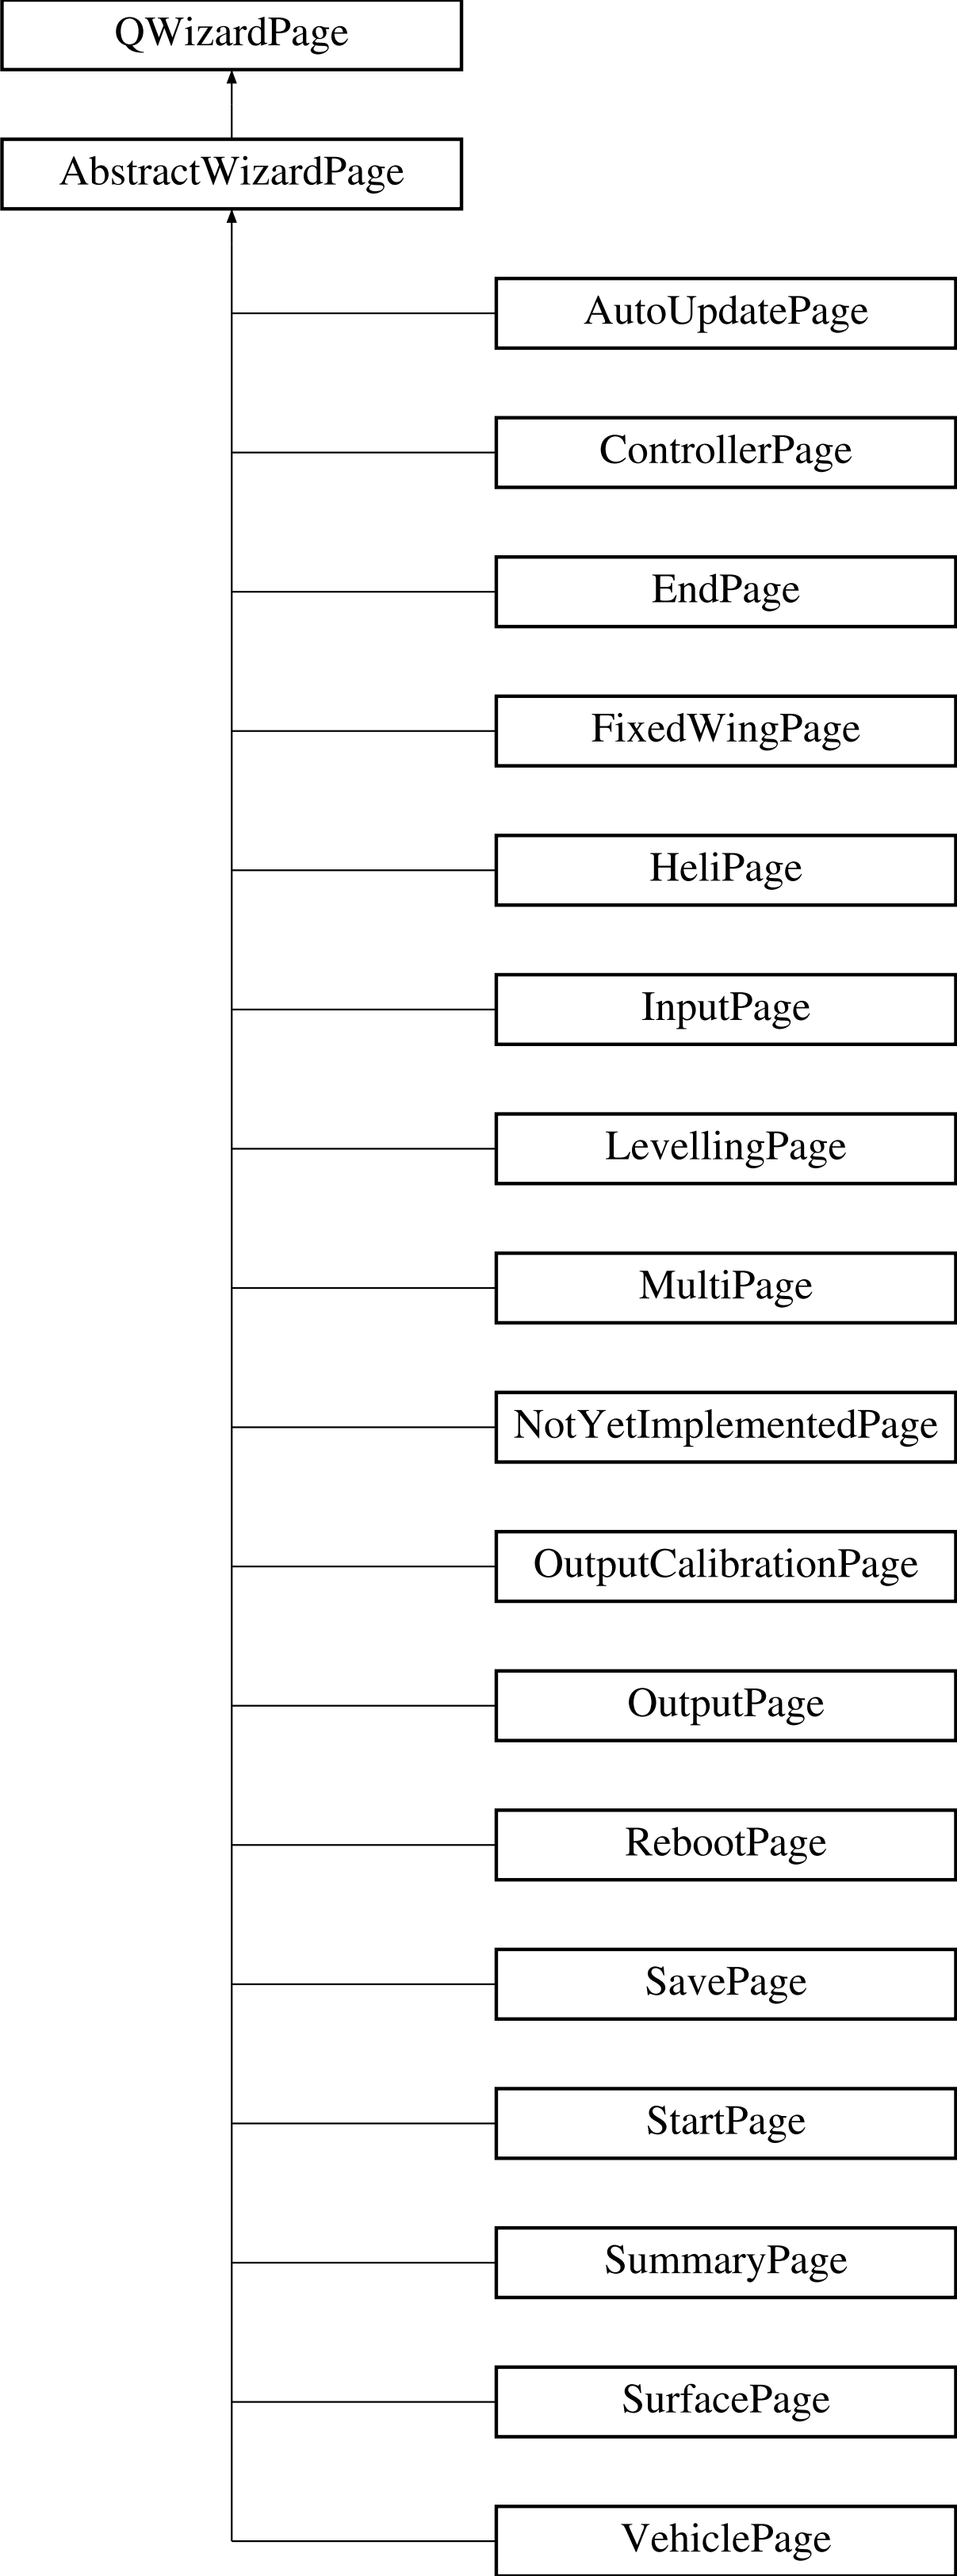 QWizardPage
AbstractWizardPage
AutoUpdatePage
ControllerPage
EndPage
FixedWingPage
HeliPage
InputPage
LevellingPage
MultiPage
NotYetImplementedPage
OutputCalibrationPage
OutputPage
RebootPage
SavePage
StartPage
SummaryPage
SurfacePage
VehiclePage